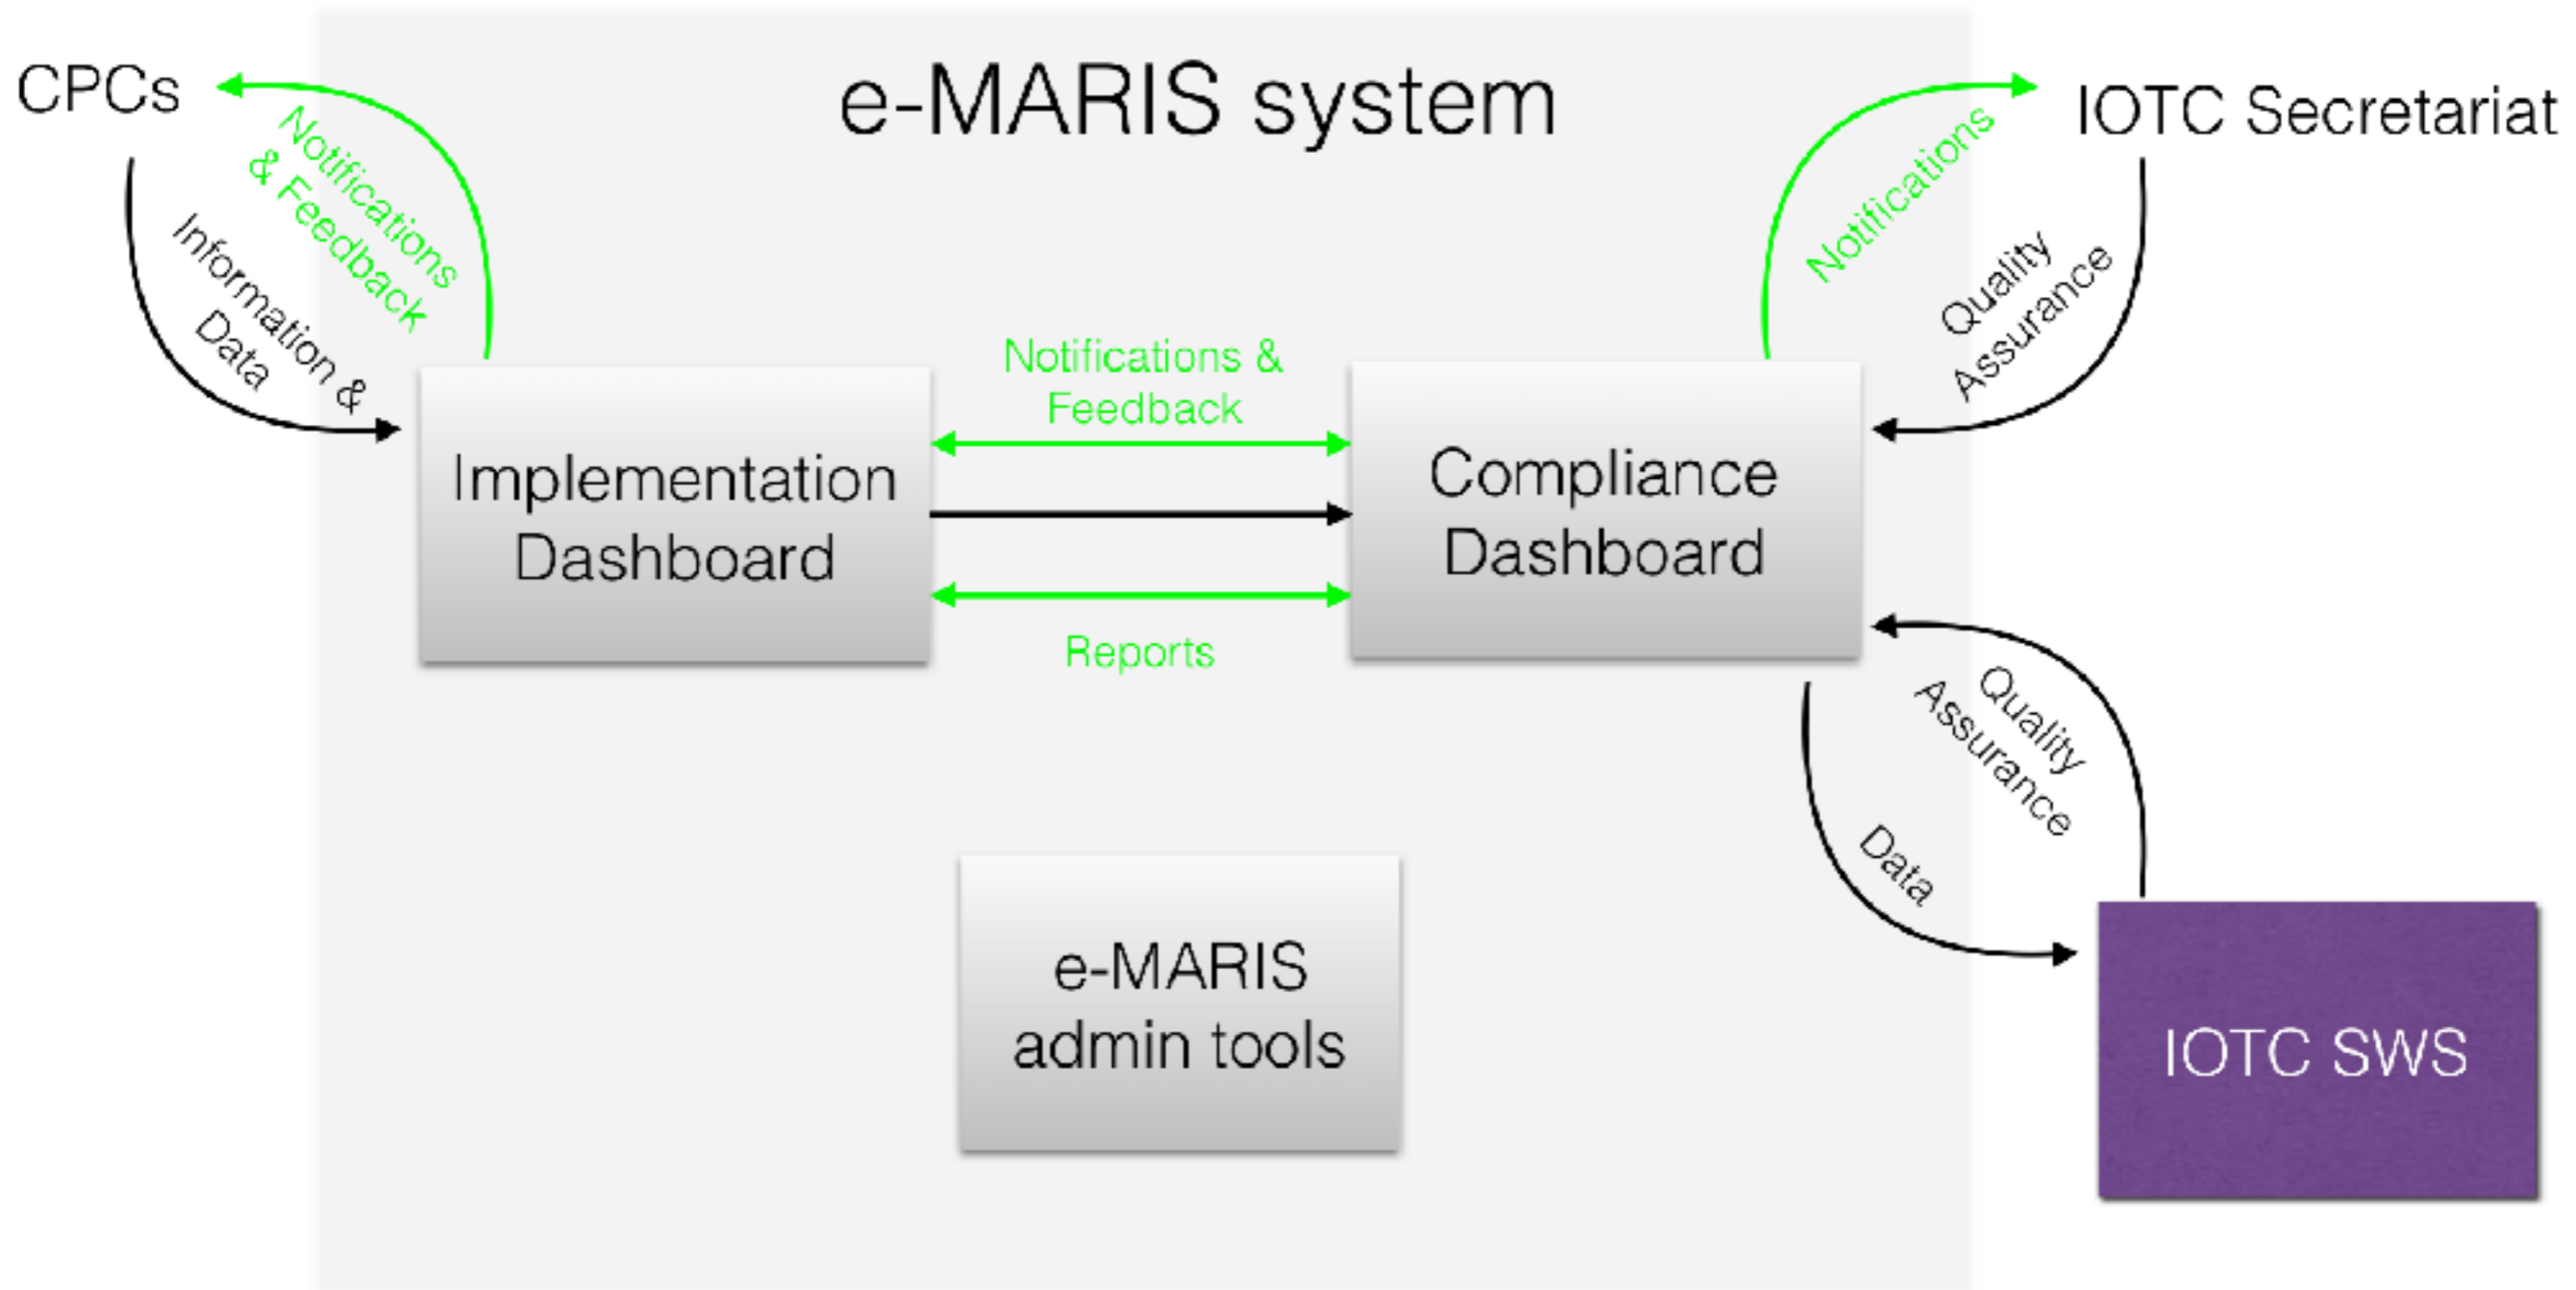 e-MARIS system
CPCs
IOTC Secretariat
Notifications
& Feedback
Information &
Data
Notifications
Quality
Assurance
Notifications &
Feedback
Implementation
Dashboard
Compliance
Dashboard
Reports
Quality
Assurance
Data
e-MARIS
admin tools
IOTC SWS